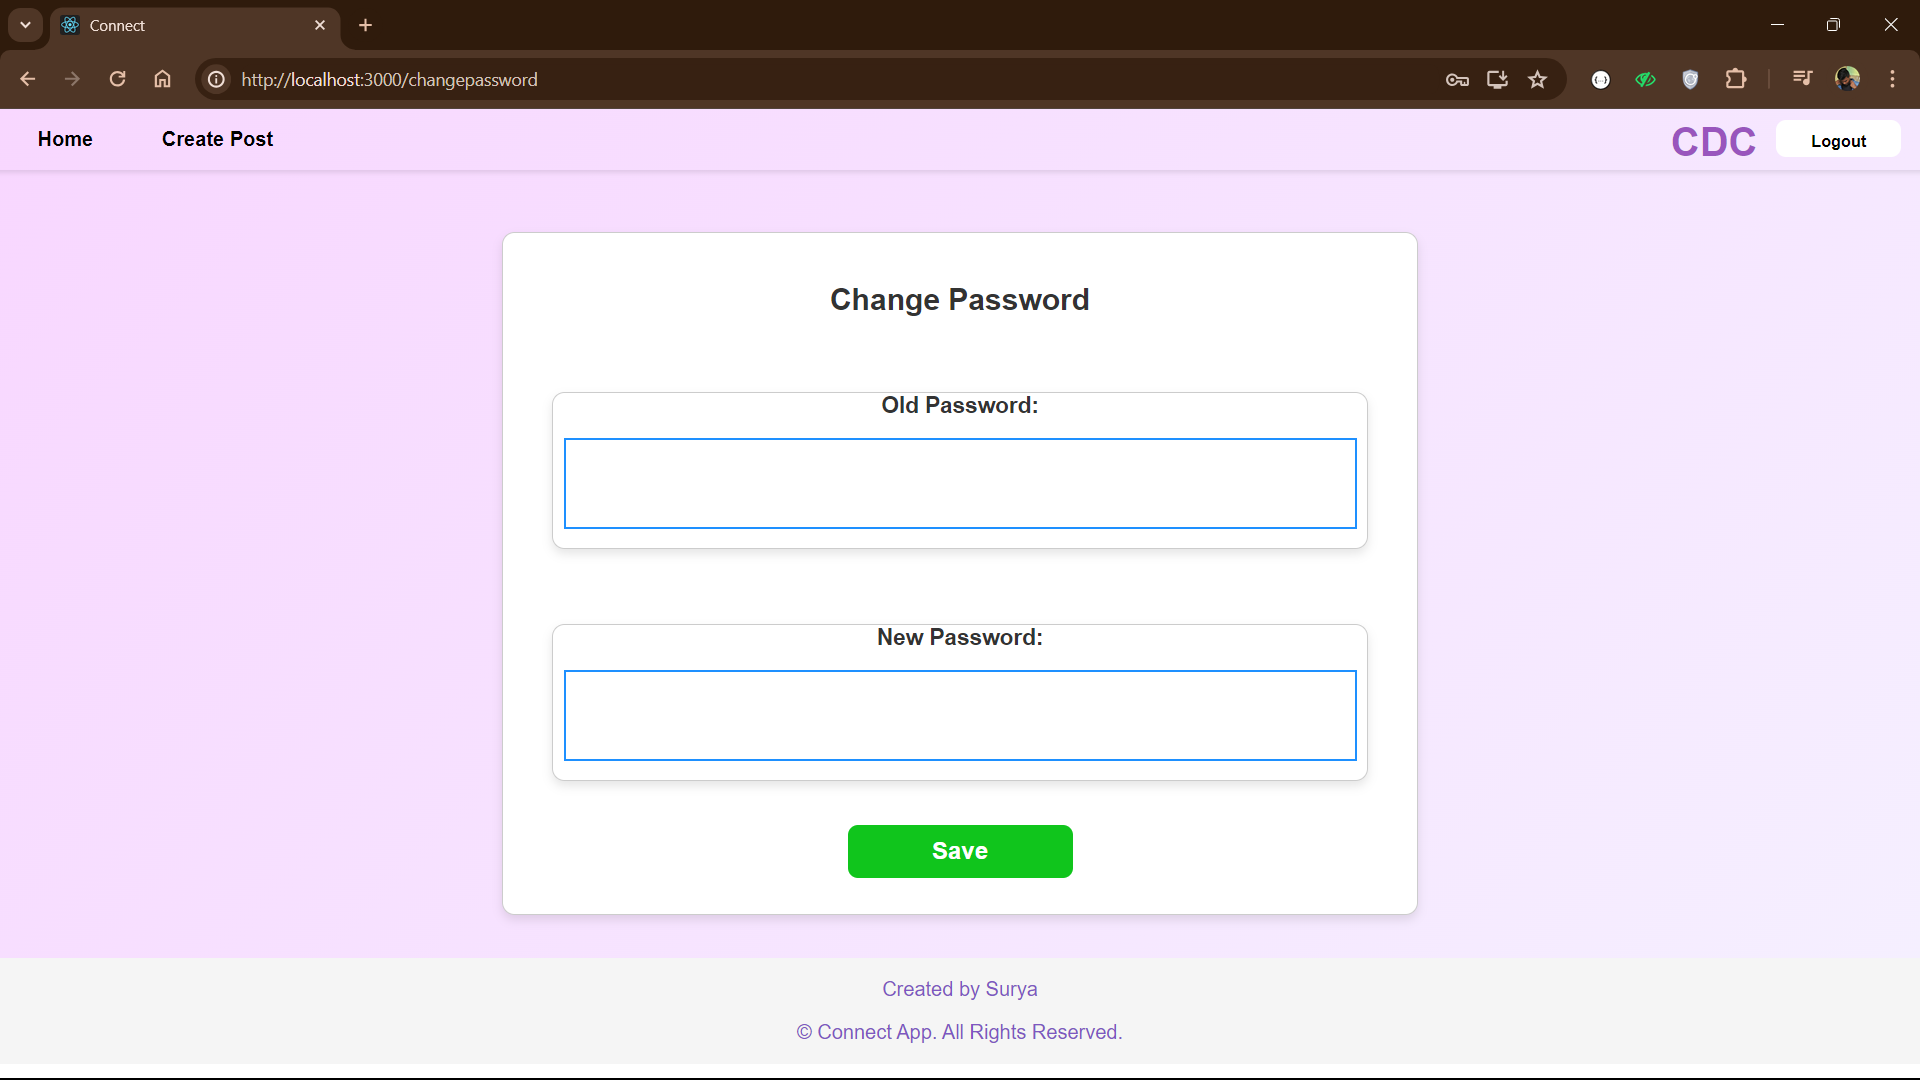 Connect
http://localhost:3000/changepassword
Home Create Post CDC Logout
Change Password
Old Password:
New Password:
Save
Created by Surya
© Connect App. All Rights Reserved.